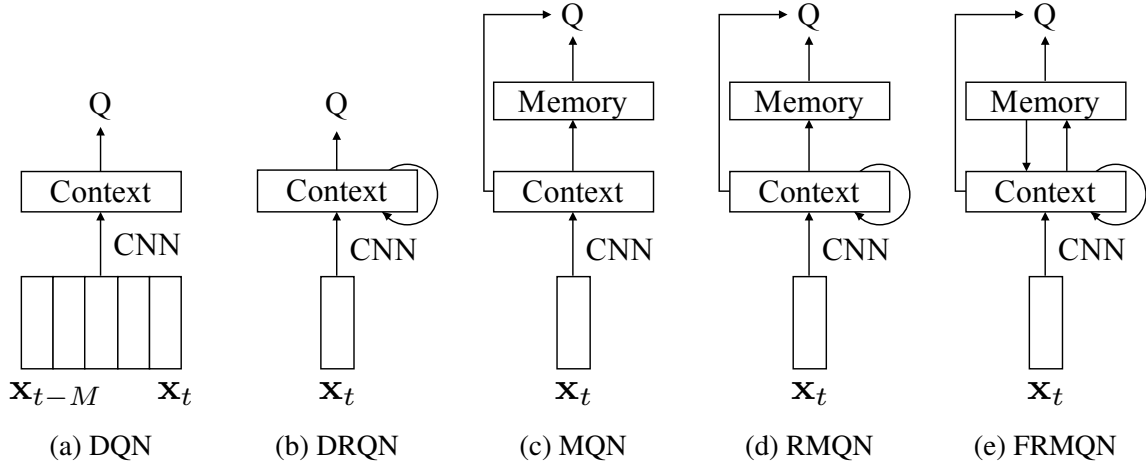 Q
Context
CNN
x_{t−M} x_t
(a) DQN
Q
Context
CNN
x_t
(b) DRQN
Q
Memory
Context
CNN
x_t
(c) MQN
Q
Memory
Context
CNN
x_t
(d) RMQN
Q
Memory
Context
CNN
x_t
(e) FRMQN